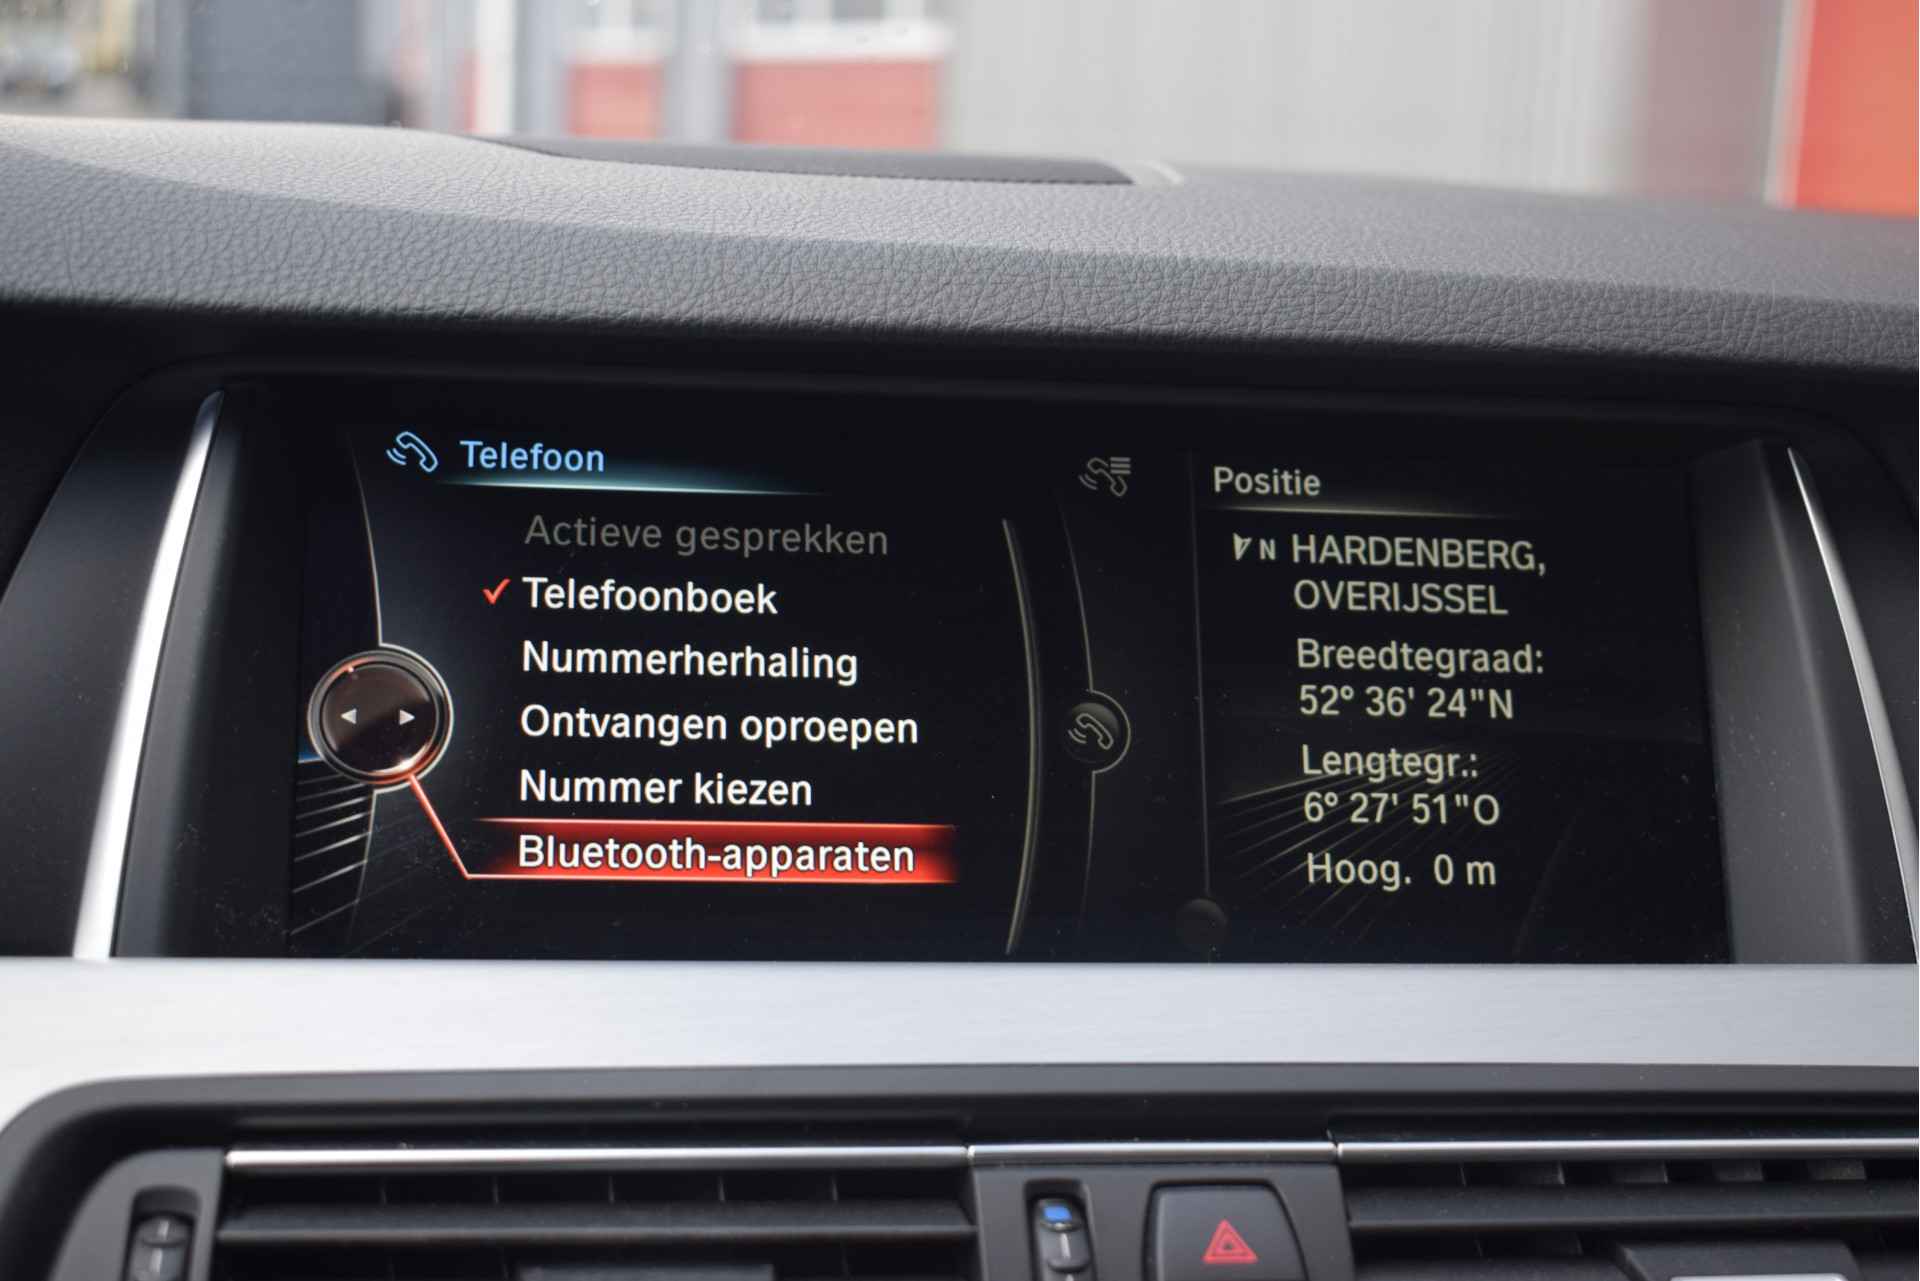 Telefoon
Actieve gesprekken
✓ Telefoonboek
Nummerherhaling
Ontvangen oproepen
Nummer kiezen
Bluetooth-apparaten
Positie
N HARDENBERG,
OVERIJSSEL
Breedtegraad:
52° 36' 24"N
Lengtegr.:
6° 27' 51"O
Hoog. 0 m